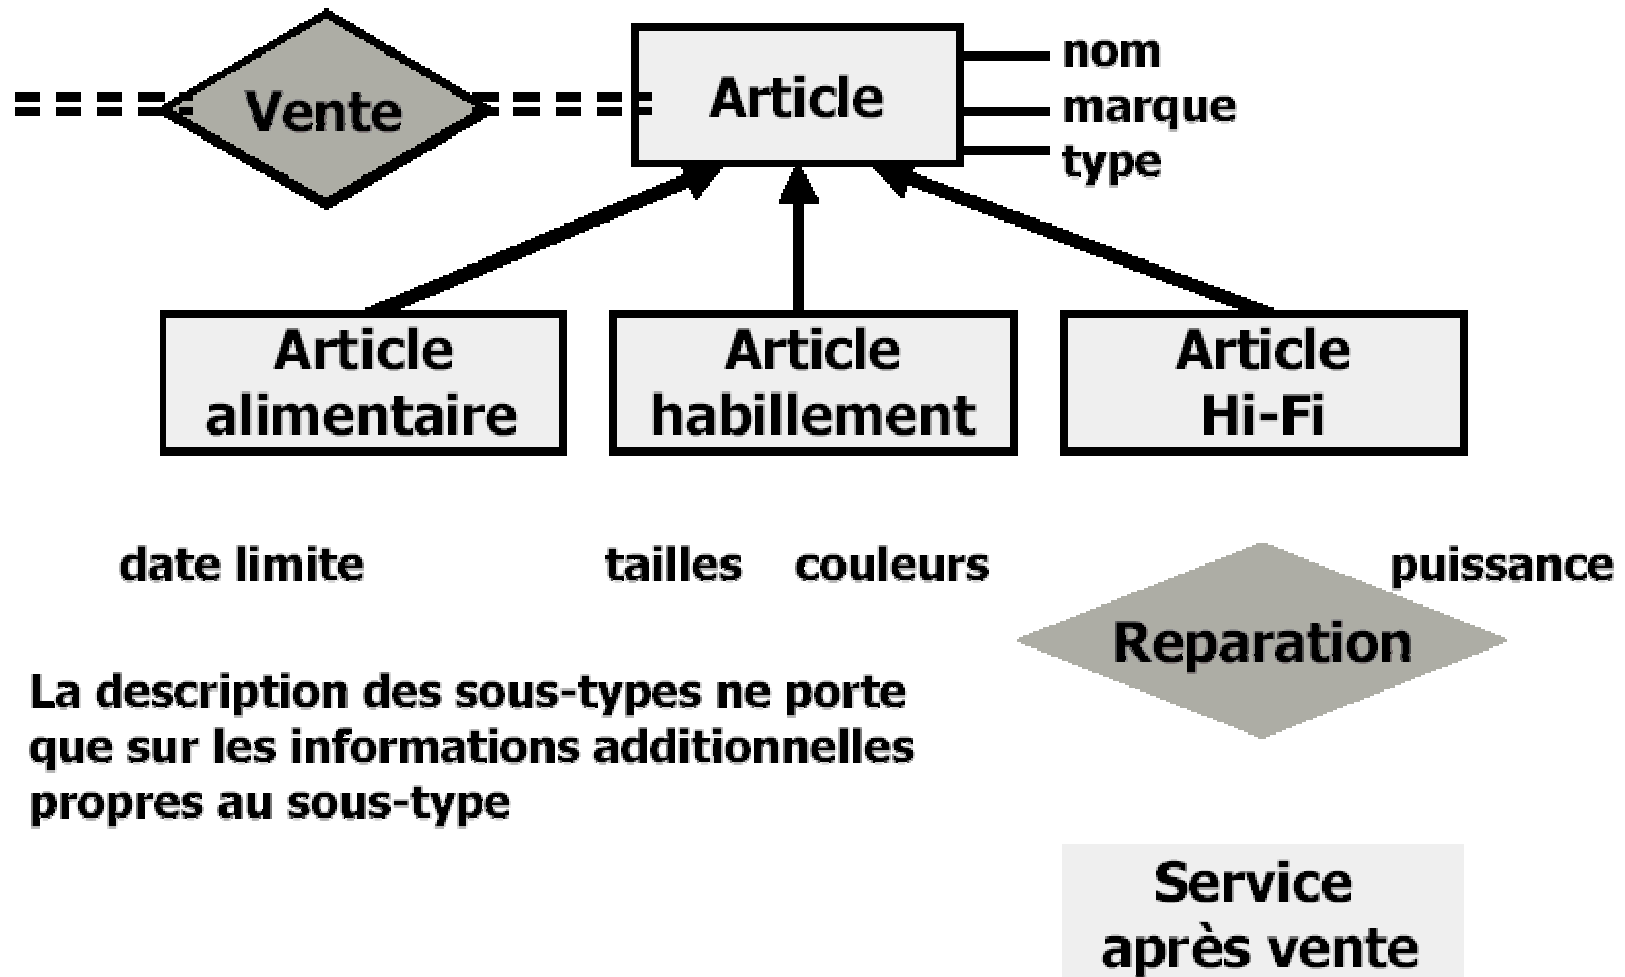 Vente
Article
nom
marque
type
Article
alimentaire
Article
habillement
Article
Hi-Fi
date limite
tailles
couleurs
puissance
Reparation
La description des sous-types ne porte
que sur les informations additionnelles
propres au sous-type
Service
après vente